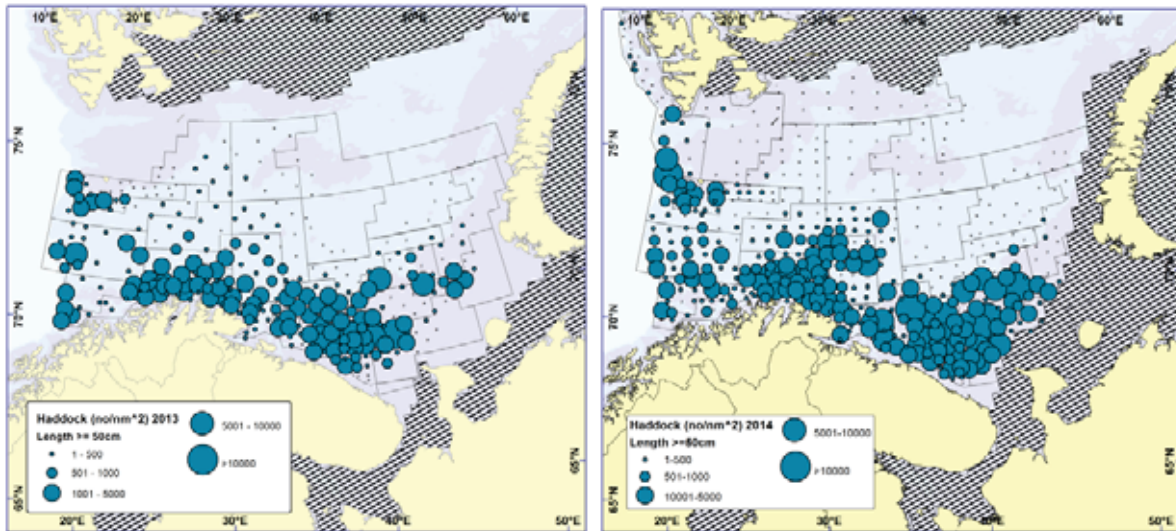 10°E 20°E 30°E 40°E 50°E 60°E
75°N
70°N
65°N
65°N
Haddock (no/nm^2) 2013
Length >= 50cm
1 - 500
501 - 1000
1001 - 5000
5001 - 10000
>10000
20°E 30°E 40°E 50°E
10°E 20°E 30°E 40°E 50°E 60°E
75°N
70°N
65°N
65°N
Haddock (no/nm^2) 2014
Length >=50cm
1-500
501-1000
10001-5000
5001-10000
>10000
20°E 30°E 40°E 50°E